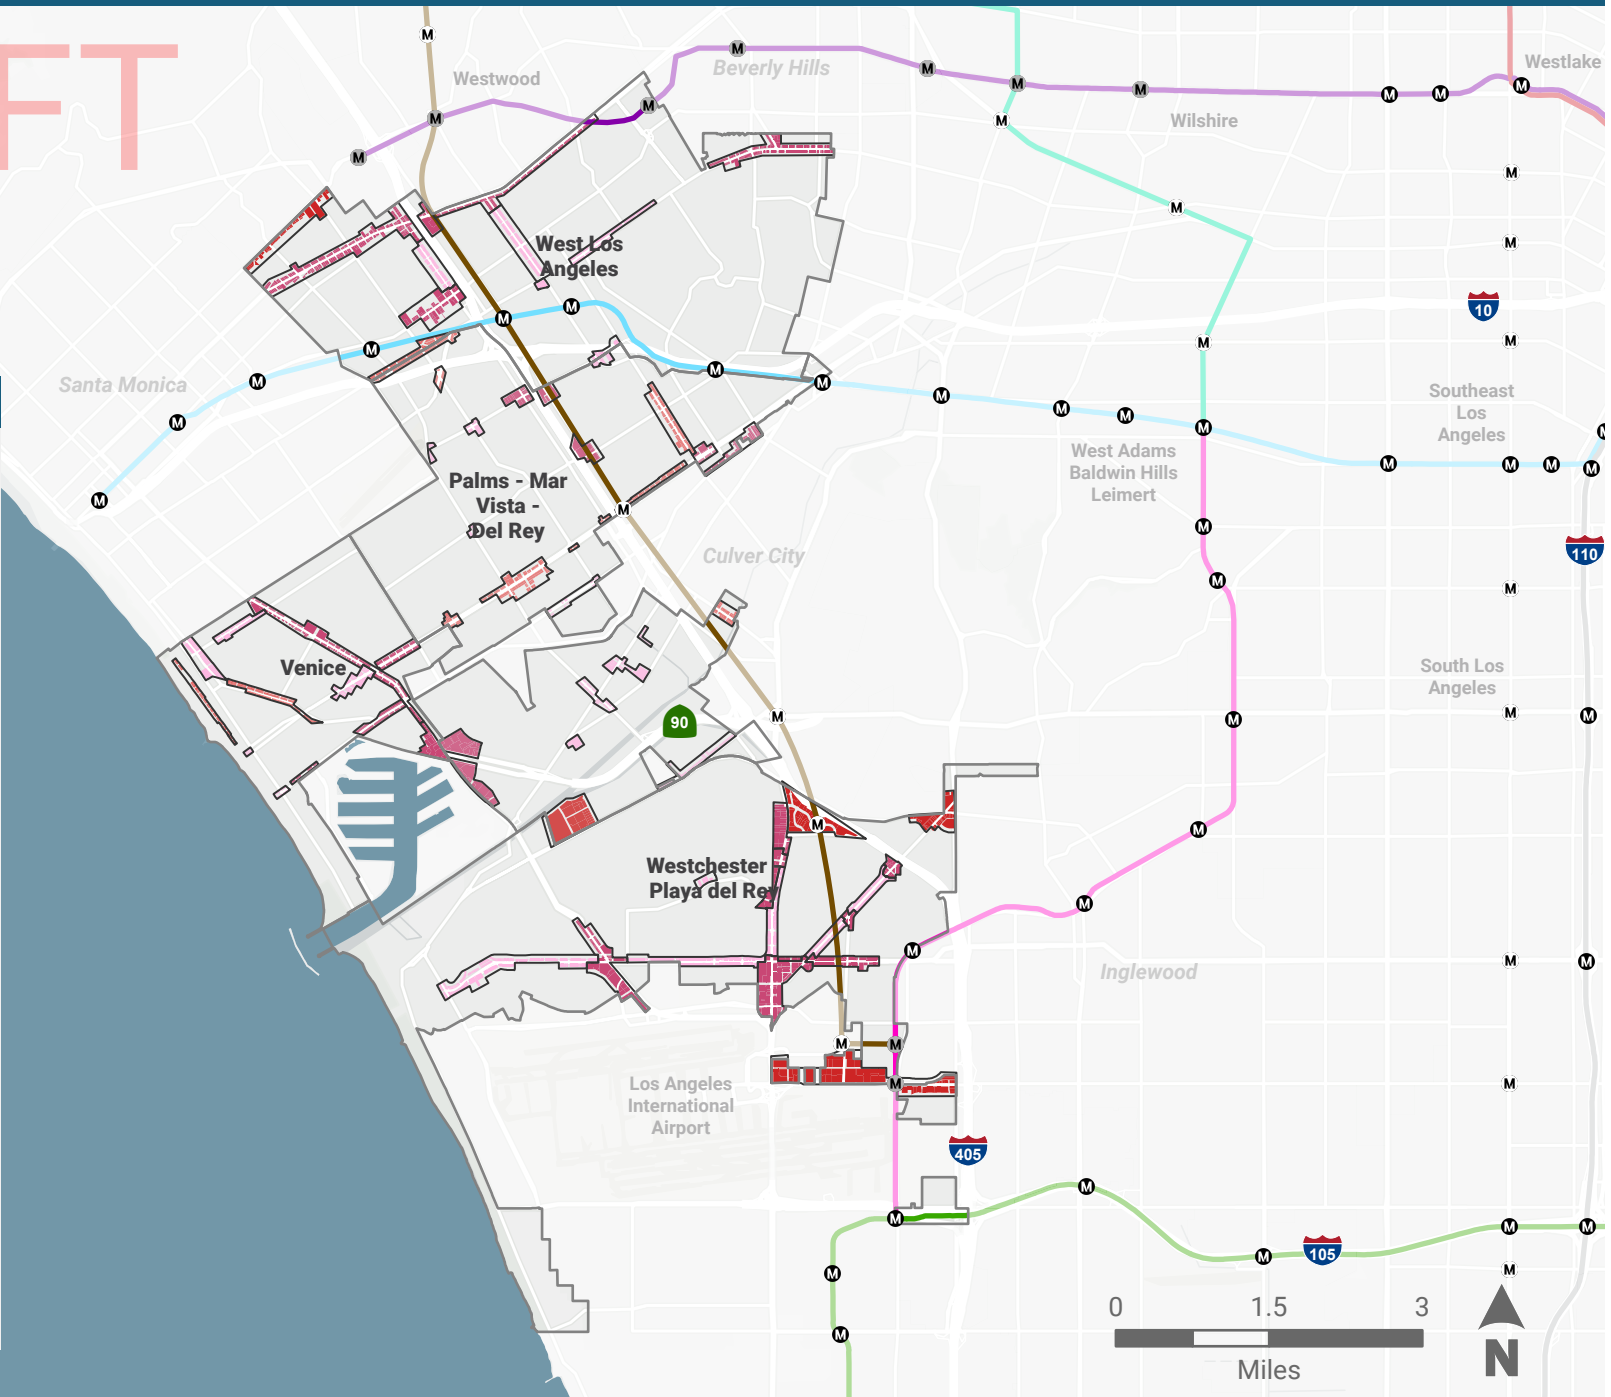 FT
Westwood
Beverly Hills
Westlake
Wilshire
West Los
Angeles
10
Santa Monica
Southeast
Los
Angeles
West Adams
Baldwin Hills
Leimert
Palms - Mar
Vista -
Del Rey
Culver City
110
Venice
South Los
Angeles
90
Westchester
Playa del Rey
Inglewood
Los Angeles
International
Airport
405
105
0 1.5 3
Miles
N